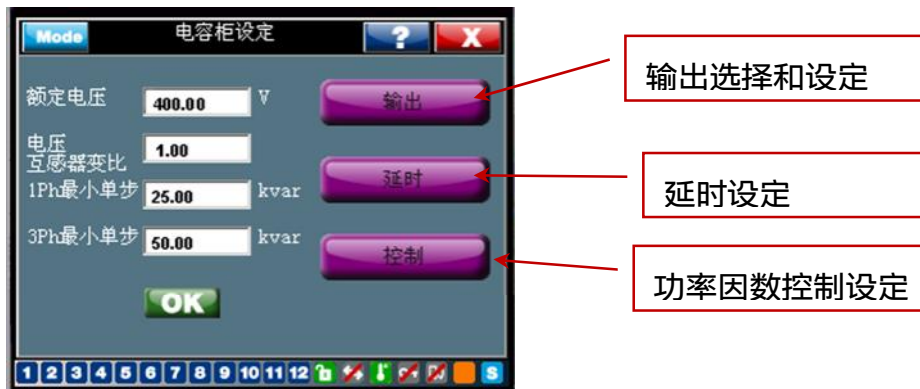 Mode 电容柜设定 ? X
额定电压 400.00 V 输出
电压
互感器变比 1.00
1Ph最小单步 25.00 kvar 延时
3Ph最小单步 50.00 kvar 控制
OK
1 2 3 4 5 6 7 8 9 10 11 12 S
输出选择和设定
延时设定
功率因数控制设定